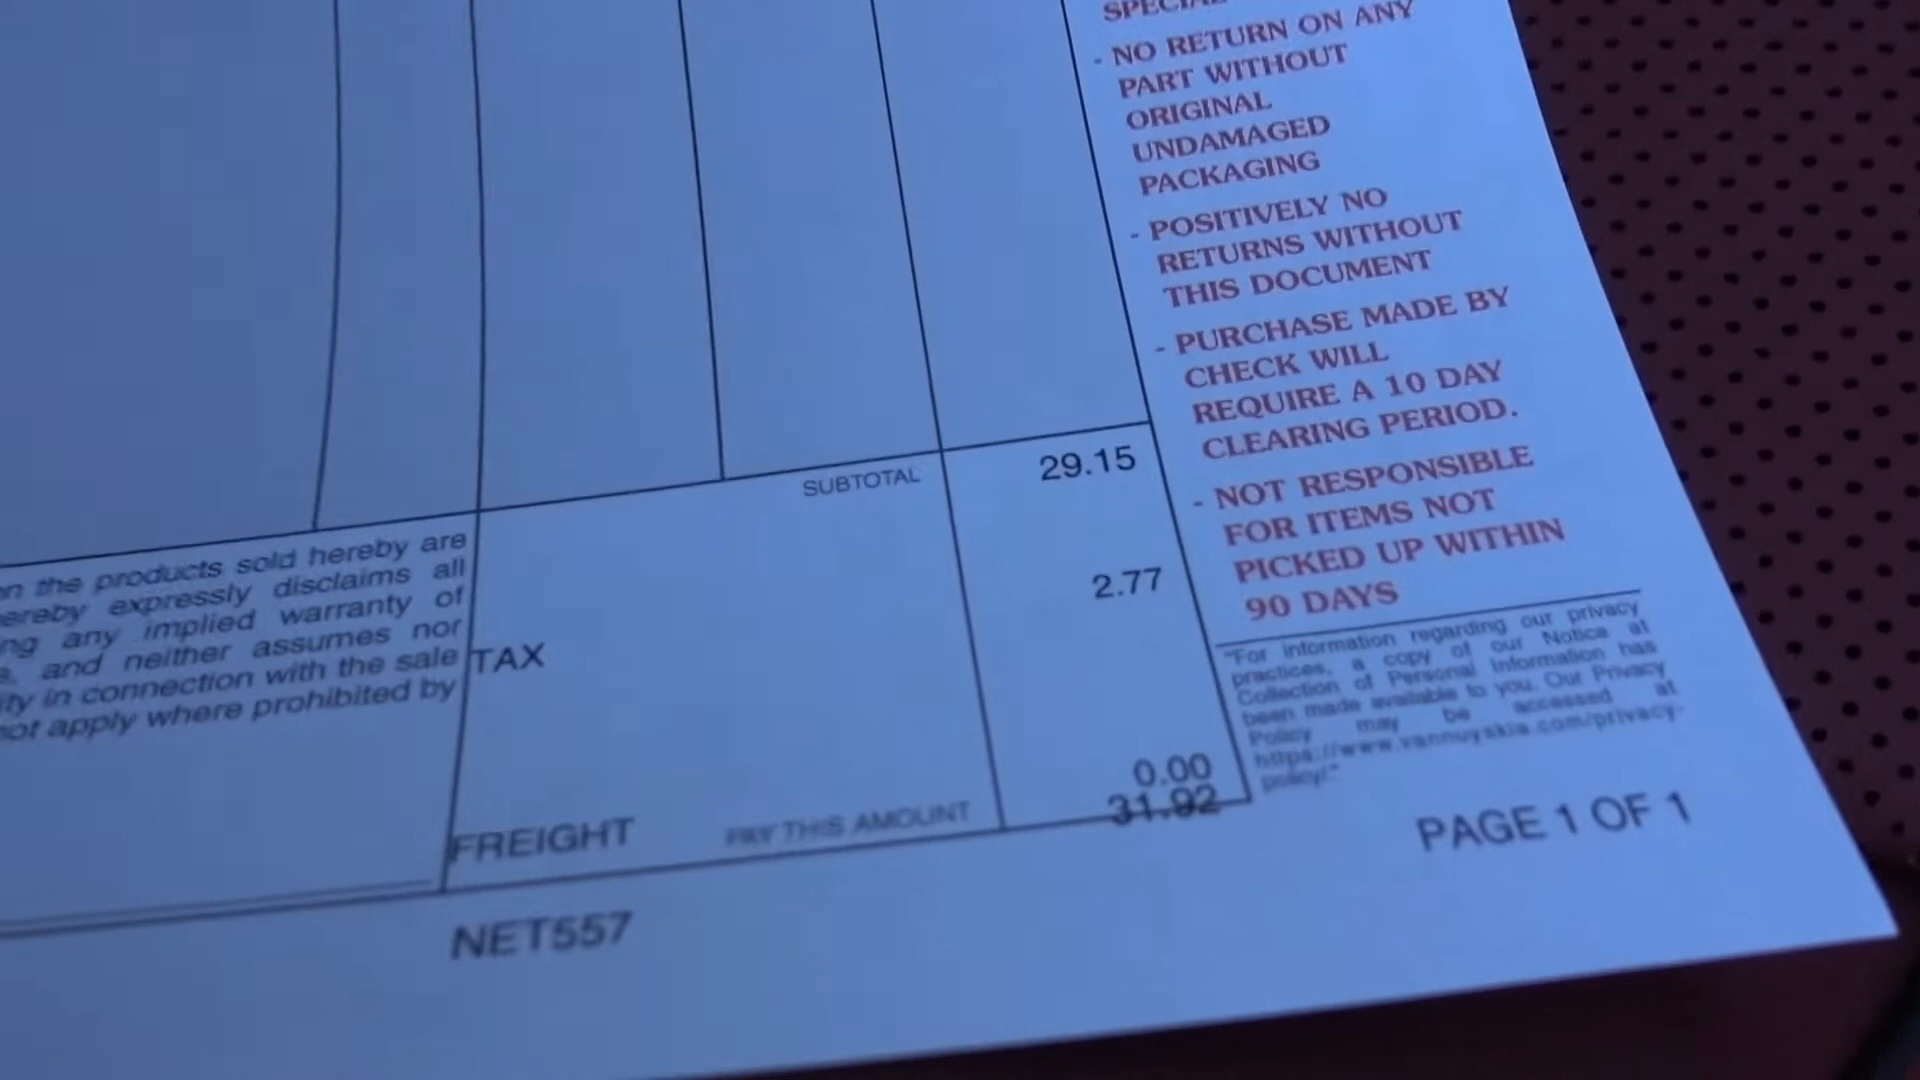 SPECIAL
- NO RETURN ON ANY
PART WITHOUT
ORIGINAL
UNDAMAGED
PACKAGING
- POSITIVELY NO
RETURNS WITHOUT
THIS DOCUMENT
- PURCHASE MADE BY
CHECK WILL
REQUIRE A 10 DAY
CLEARING PERIOD.
- NOT RESPONSIBLE
FOR ITEMS NOT
PICKED UP WITHIN
90 DAYS
"For information regarding our privacy
practices, a copy of our Notice at
Collection of Personal Information has
been made available to you. Our Privacy
Policy may be accessed at
https://www.vannuyskia.com/privacy-
policy/."
SUBTOTAL 29.15
2.77
TAX
0.00
FREIGHT PAY THIS AMOUNT 31.92
the products sold hereby are
expressly disclaims all
any implied warranty of
and neither assumes nor
in connection with the sale
not apply where prohibited by
NET557
PAGE 1 OF 1